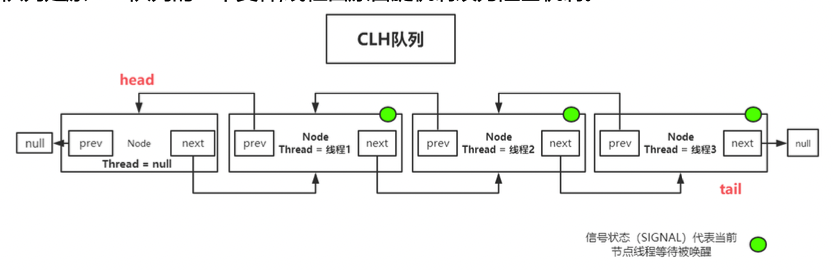 CLH队列
head
null
prev
Node
next
Thread = null
prev
Node
Thread = 线程1
next
prev
Node
Thread = 线程2
next
prev
Node
Thread = 线程3
next
null
tail
信号状态（SIGNAL）代表当前
节点线程等待被唤醒